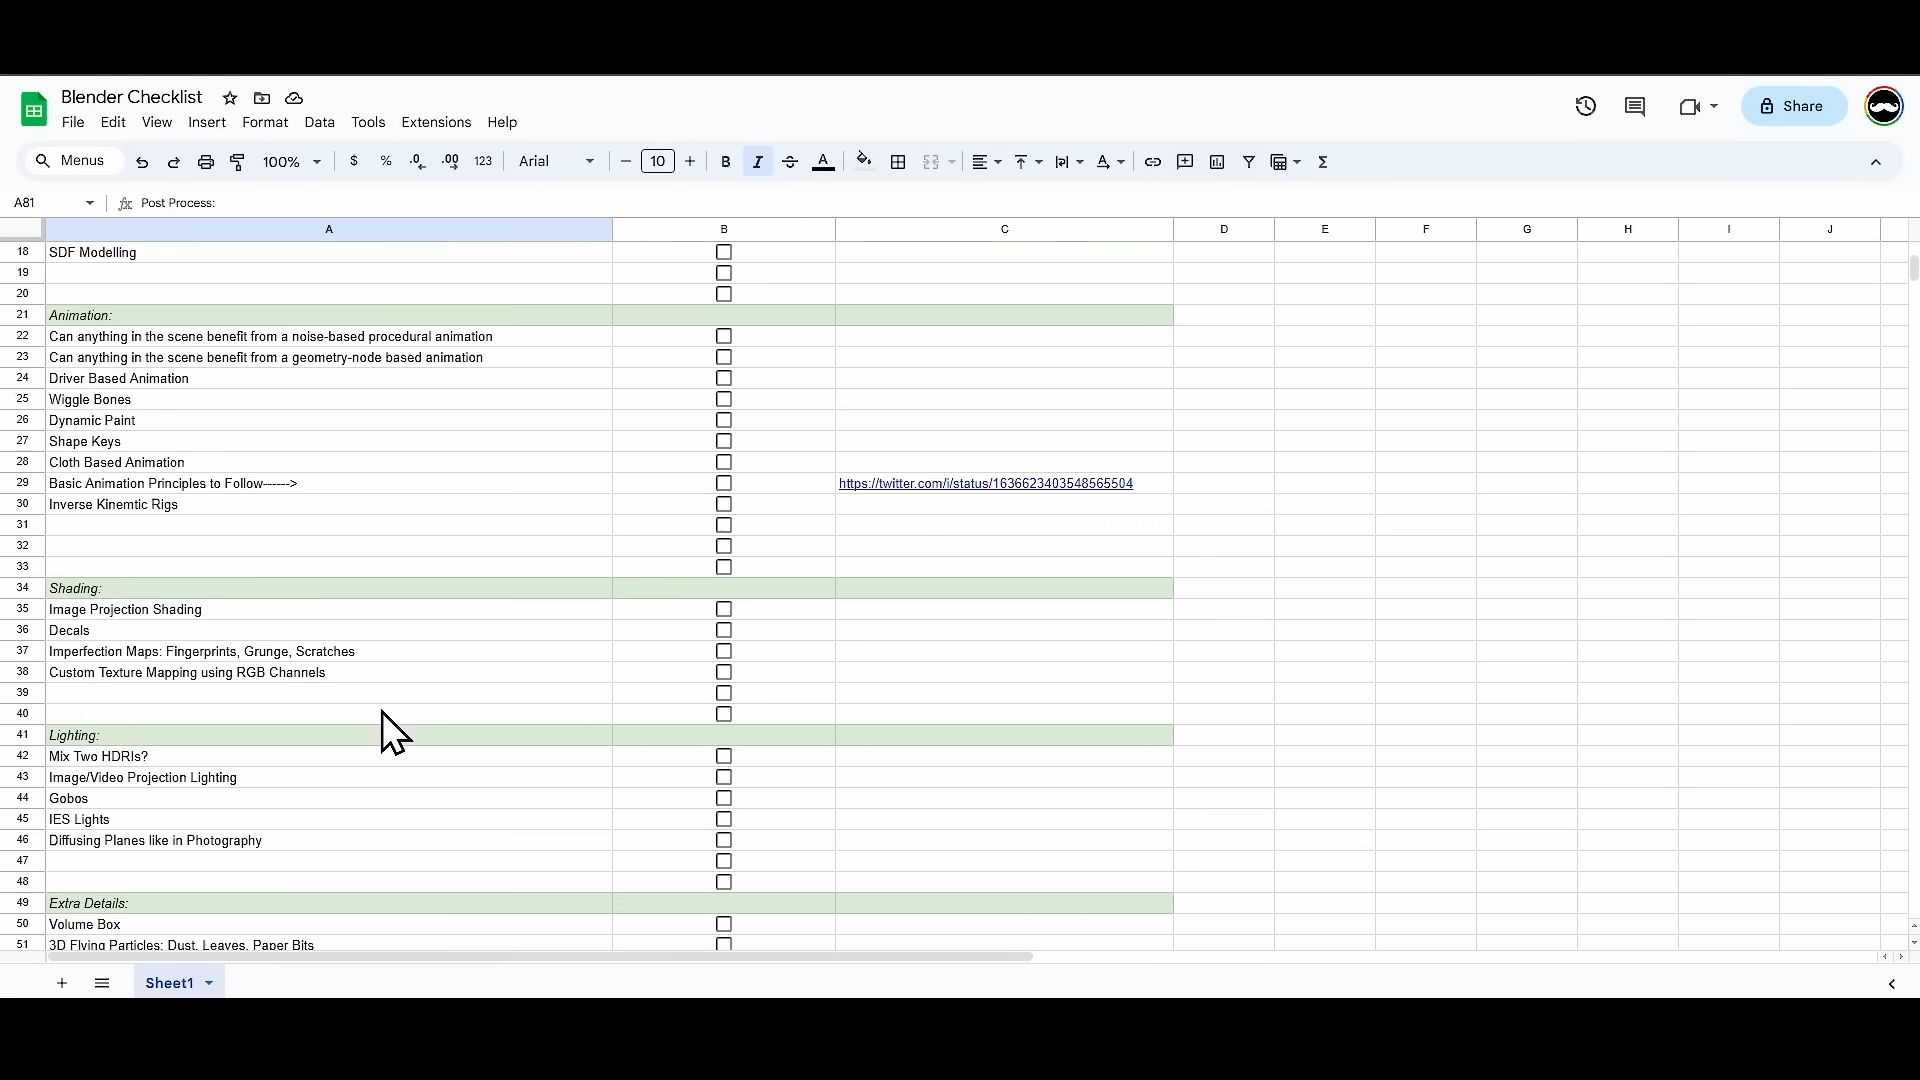 Blender Checklist
File Edit View Insert Format Data Tools Extensions Help
Share
Menus 100% $ % .0 .00 123 Arial 10 B I A Σ
A81 fx Post Process:
A B C D E F G H I J
18 SDF Modelling
19
20
21 Animation:
22 Can anything in the scene benefit from a noise-based procedural animation
23 Can anything in the scene benefit from a geometry-node based animation
24 Driver Based Animation
25 Wiggle Bones
26 Dynamic Paint
27 Shape Keys
28 Cloth Based Animation
29 Basic Animation Principles to Follow------> https://twitter.com/i/status/1636623403548565504
30 Inverse Kinemtic Rigs
31
32
33
34 Shading:
35 Image Projection Shading
36 Decals
37 Imperfection Maps: Fingerprints, Grunge, Scratches
38 Custom Texture Mapping using RGB Channels
39
40
41 Lighting:
42 Mix Two HDRIs?
43 Image/Video Projection Lighting
44 Gobos
45 IES Lights
46 Diffusing Planes like in Photography
47
48
49 Extra Details:
50 Volume Box
51 3D Flying Particles: Dust, Leaves, Paper Bits
Sheet1